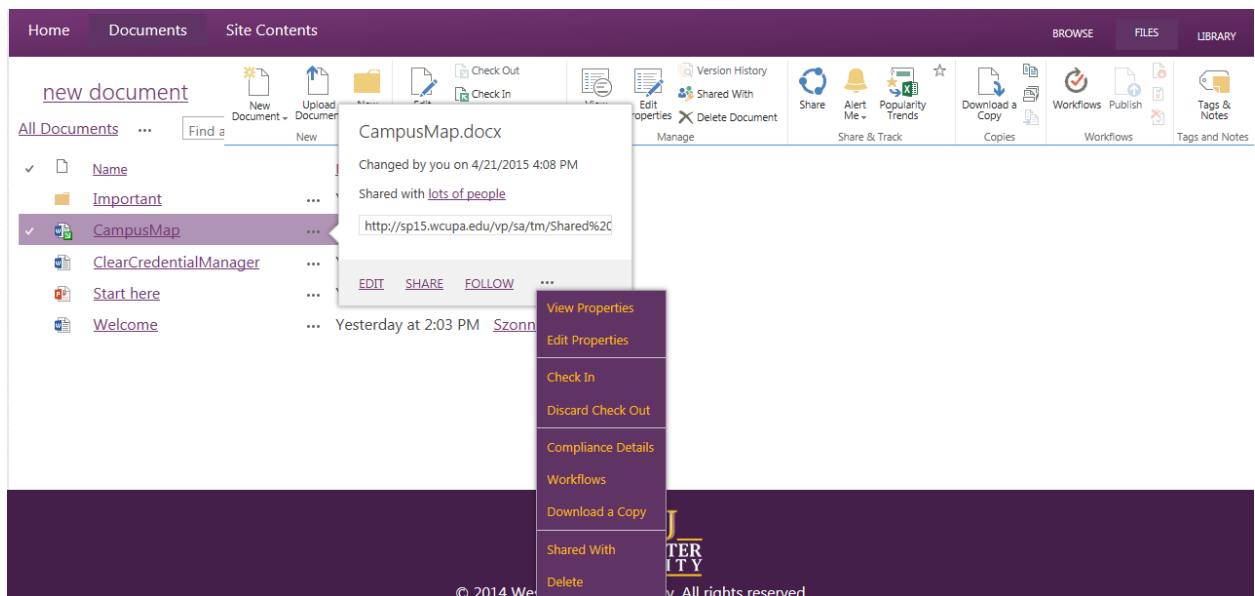 Home Documents Site Contents
BROWSE FILES LIBRARY
new document
All Documents ... Find a
New Document
Upload
New
Check Out
Check In
Edit
Version History
Shared With
Delete Document
Share
Alert Me
Popularity Trends
Download a Copy
Workflows
Publish
Tags & Notes
New
Manage
Share & Track
Copies
Workflows
Tags and Notes
Name
Important ...
CampusMap ...
ClearCredentialManager ...
Start here ...
Welcome ... Yesterday at 2:03 PM Szonn
CampusMap.docx
Changed by you on 4/21/2015 4:08 PM
Shared with lots of people
http://sp15.wcupa.edu/vp/sa/tm/Shared%20
EDIT SHARE FOLLOW ...
View Properties
Edit Properties
Check In
Discard Check Out
Compliance Details
Workflows
Download a Copy
Shared With
Delete
© 2014 Wes
All rights reserved